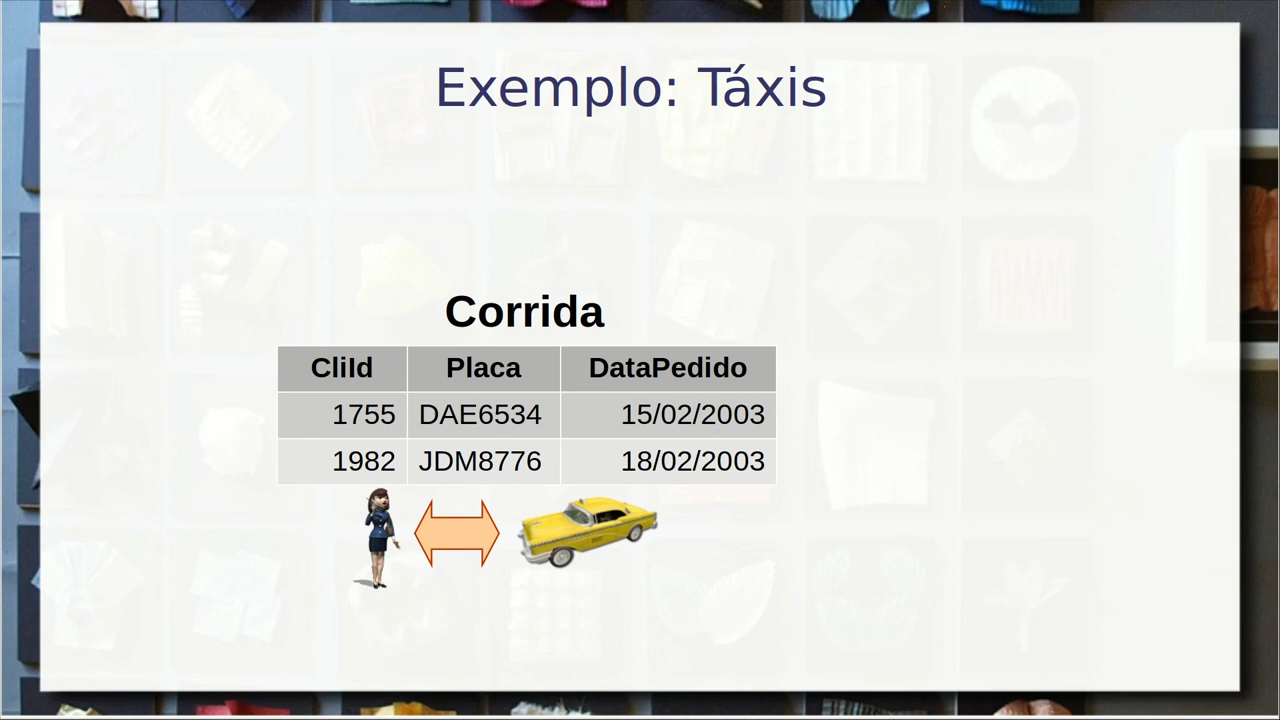 Exemplo: Táxis
Corrida
CliId Placa DataPedido
1755 DAE6534 15/02/2003
1982 JDM8776 18/02/2003